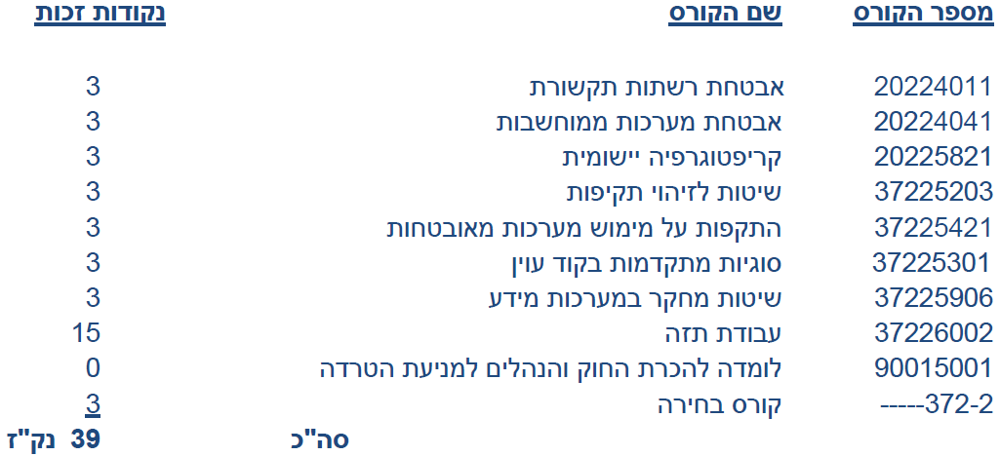 מספר הקורס שם הקורס נקודות זכות
20224011 אבטחת רשתות תקשורת 3
20224041 אבטחת מערכות ממוחשבות 3
20225821 קריפטוגרפיה יישומית 3
37225203 שיטות לזיהוי תקיפות 3
37225421 התקפות על מימוש מערכות מאובטחות 3
37225301 סוגיות מתקדמות בקוד עוין 3
37225906 שיטות מחקר במערכות מידע 3
37226002 עבודת תזה 15
90015001 לומדה להכרת החוק והנהלים למניעת הטרדה 0
372-2----- קורס בחירה 3
סה"כ 39 נק"ז